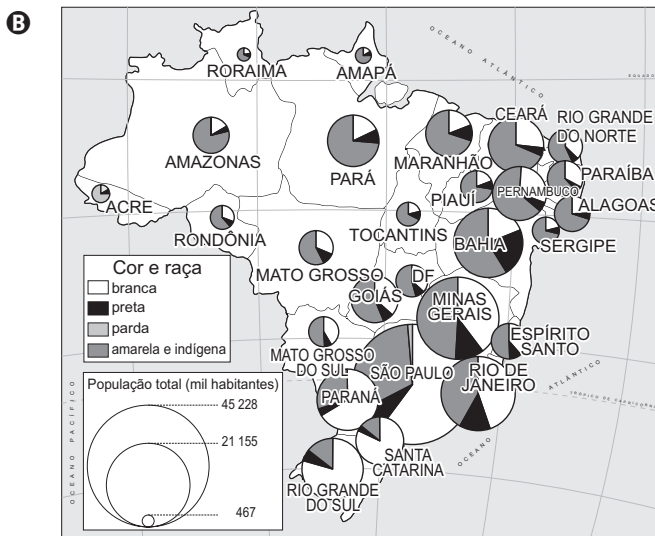 B
OCEANO ATLÂNTICO
EQUADOR
RORAIMA
AMAPÁ
CEARÁ
RIO GRANDE
DO NORTE
AMAZONAS
PARÁ
MARANHÃO
PARAÍBA
PIAUÍ
PERNAMBUCO
ACRE
ALAGOAS
RONDÔNIA
TOCANTINS
SERGIPE
BAHIA
MATO GROSSO
DF
GOIÁS
MINAS
GERAIS
ESPÍRITO
SANTO
MATO GROSSO
DO SUL
SÃO PAULO
RIO DE
JANEIRO
PARANÁ
OCEANO ATLÂNTICO
TRÓPICO DE CAPRICÓRNIO
SANTA
CATARINA
RIO GRANDE
DO SUL
OCEANO PACÍFICO
Cor e raça
branca
preta
parda
amarela e indígena
População total (mil habitantes)
45 228
21 155
467